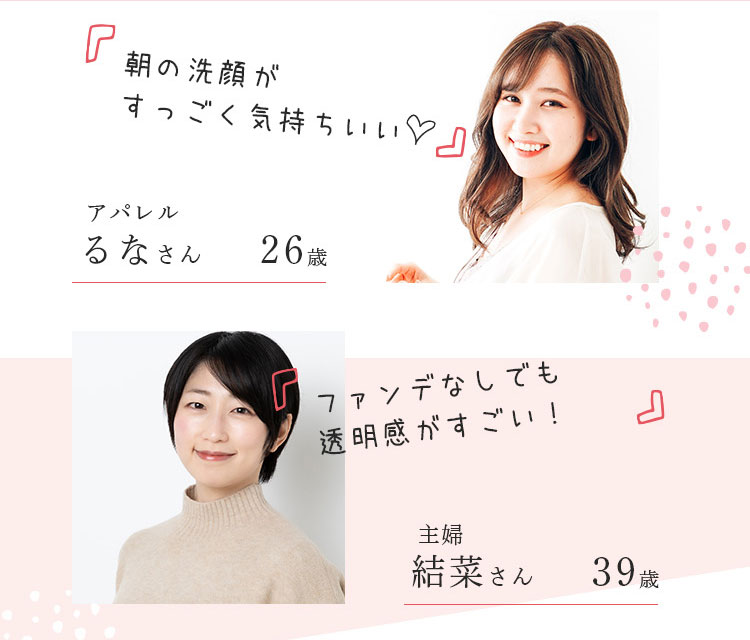 『朝の洗顔が
すっごく気持ちいい♡』
アパレル
るなさん 26歳
『ファンデなしでも
透明感がすごい!』
主婦
結菜さん 39歳